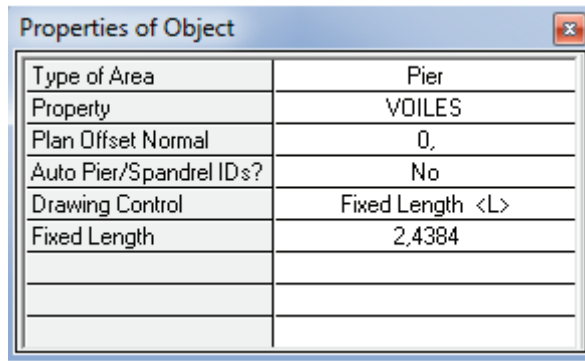 Properties of Object
Type of Area Pier
Property VOILES
Plan Offset Normal 0,
Auto Pier/Spandrel IDs? No
Drawing Control Fixed Length <L>
Fixed Length 2,4384